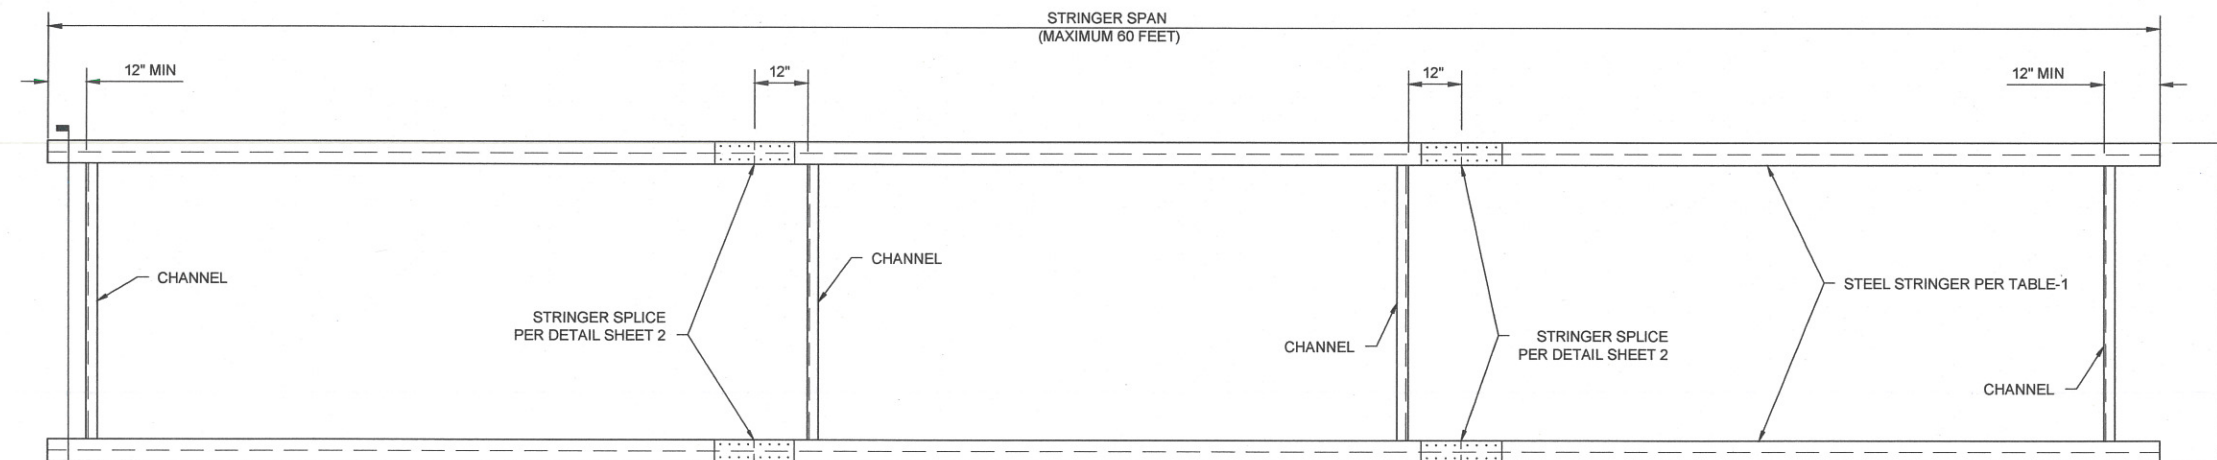 STRINGER SPAN
(MAXIMUM 60 FEET)
12" MIN
12"
12"
12" MIN
CHANNEL
CHANNEL
STEEL STRINGER PER TABLE-1
STRINGER SPLICE
PER DETAIL SHEET 2
CHANNEL
STRINGER SPLICE
PER DETAIL SHEET 2
CHANNEL